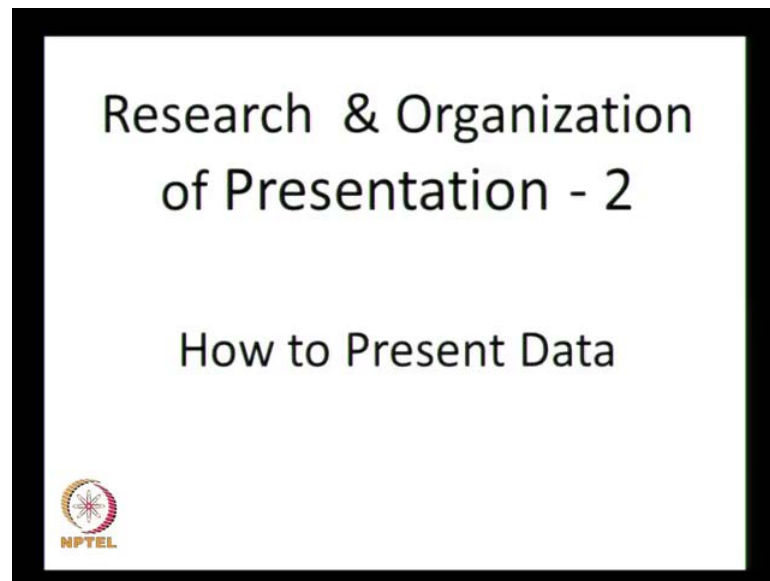 Research & Organization
of Presentation - 2
How to Present Data
NPTEL